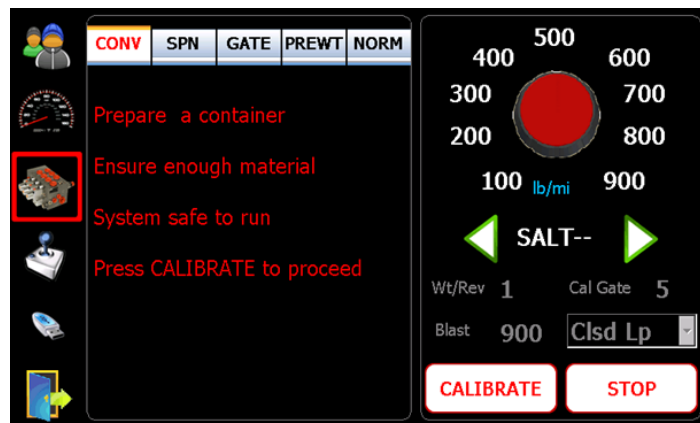 CONV SPN GATE PREWT NORM
Prepare a container
Ensure enough material
System safe to run
Press CALIBRATE to proceed
500
400 600
300 700
200 800
100 lb/mi 900
SALT--
Wt/Rev 1 Cal Gate 5
Blast 900 Clsd Lp
CALIBRATE STOP